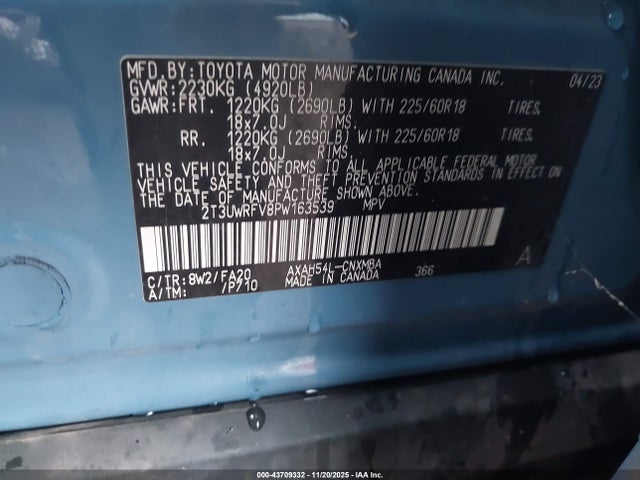 MFD.BY:TOYOTA MOTOR MANUFACTURING CANADA INC. 04/23
GVWR:2230KG (4920LB)
GAWR:FRT. 1220KG (2690LB) WITH 225/60R18 TIRES.
18x7.0J RIMS.
RR. 1220KG (2690LB) WITH 225/60R18 TIRES.
18x7.0J RIMS.
THIS VEHICLE CONFORMS TO ALL APPLICABLE FEDERAL MOTOR
VEHICLE SAFETY AND THEFT PREVENTION STANDARDS IN EFFECT ON
THE DATE OF MANUFACTURE SHOWN ABOVE.
2T3UWRFV8PW163539 MPV
C/TR: 8W2/FA20 AXAH54L-CNXMBA 366 A
A/TM: /P710 MADE IN CANADA
000-43709332 - 11/20/2025 - IAA Inc.